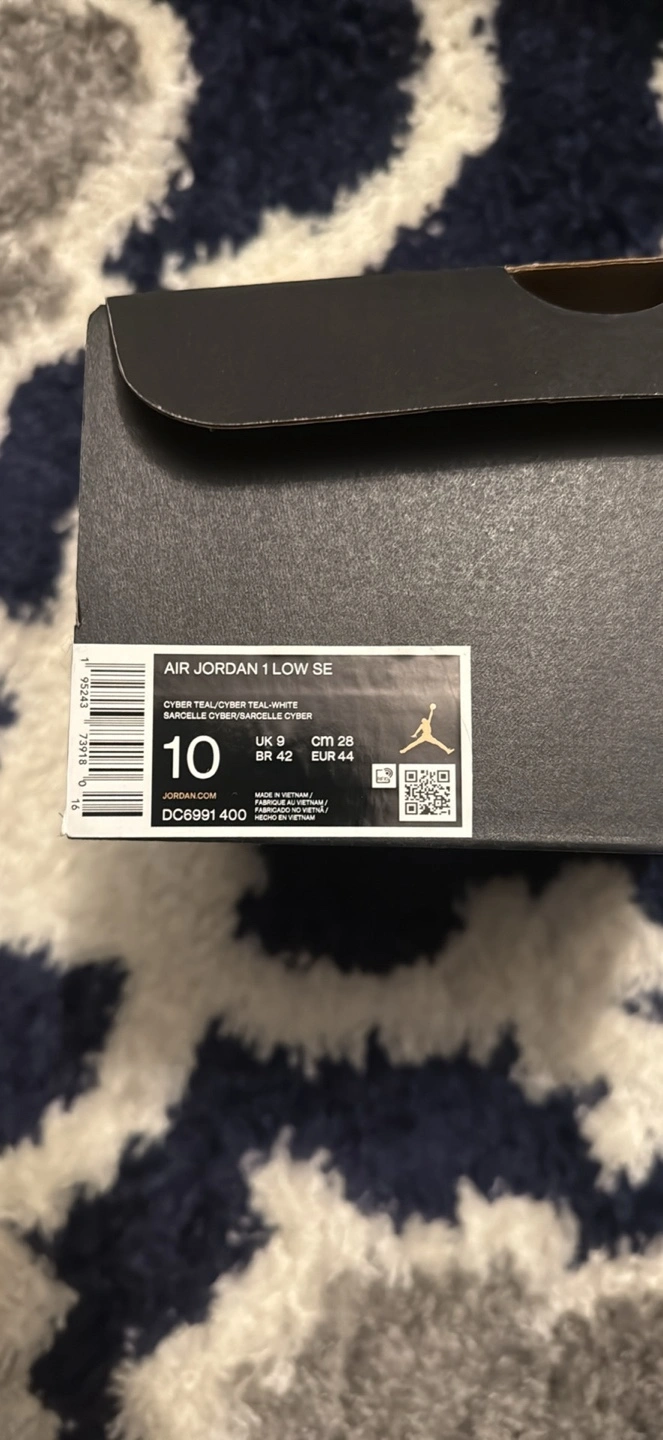 AIR JORDAN 1 LOW SE
CYBER TEAL/CYBER TEAL-WHITE
SARCELLE CYBER/SARCELLE CYBER
10
UK 9 cm 28
BR 42 EUR 44
JORDAN.COM
DC6991 400
MADE IN VIETNAM /
FABRIQUE AU VIETNAM /
FABRICADO NO VIETNÃ /
HECHO EN VIETNAM
1 95243 73918 0
16